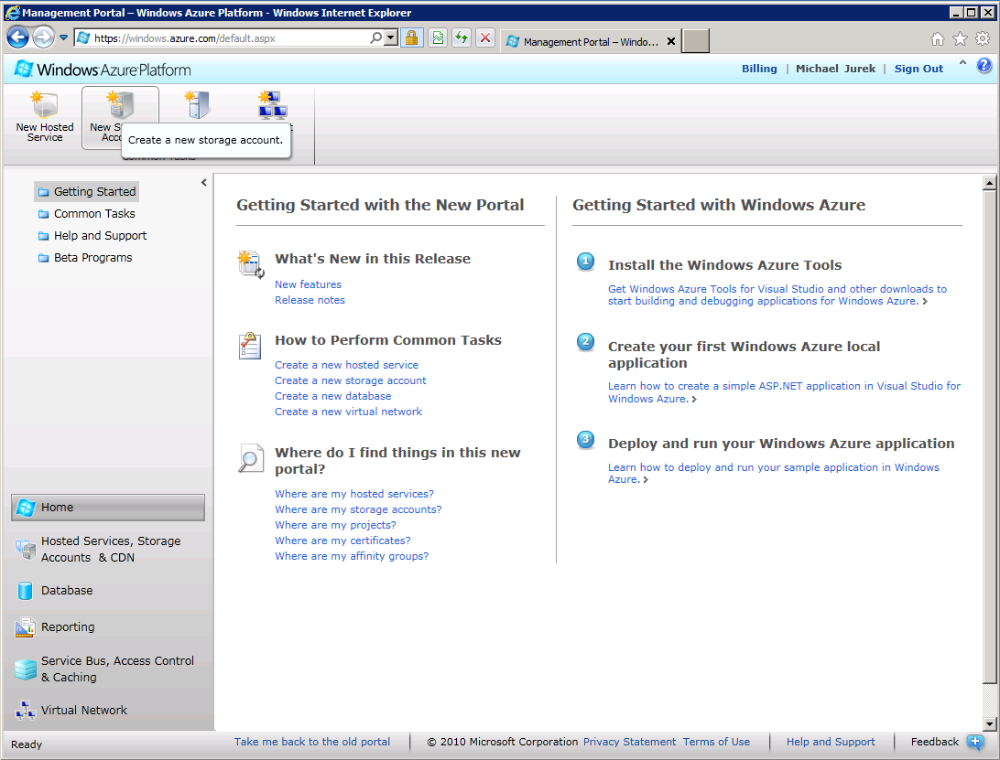 Management Portal – Windows Azure Platform - Windows Internet Explorer
https://windows.azure.com/default.aspx
Management Portal – Windo...
Windows Azure Platform
Billing | Michael Jurek | Sign Out
New Hosted
Service
New
Create a new storage account.
Getting Started
Common Tasks
Help and Support
Beta Programs
Getting Started with the New Portal
What's New in this Release
New features
Release notes
How to Perform Common Tasks
Create a new hosted service
Create a new storage account
Create a new database
Create a new virtual network
Where do I find things in this new
portal?
Where are my hosted services?
Where are my storage accounts?
Where are my projects?
Where are my certificates?
Where are my affinity groups?
Getting Started with Windows Azure
1
Install the Windows Azure Tools
Get Windows Azure Tools for Visual Studio and other downloads to
start building and debugging applications for Windows Azure. >
2
Create your first Windows Azure local
application
Learn how to create a simple ASP.NET application in Visual Studio for
Windows Azure. >
3
Deploy and run your Windows Azure application
Learn how to deploy and run your sample application in Windows
Azure. >
Home
Hosted Services, Storage
Accounts & CDN
Database
Reporting
Service Bus, Access Control
& Caching
Virtual Network
Ready
Take me back to the old portal
© 2010 Microsoft Corporation Privacy Statement Terms of Use
Help and Support
Feedback